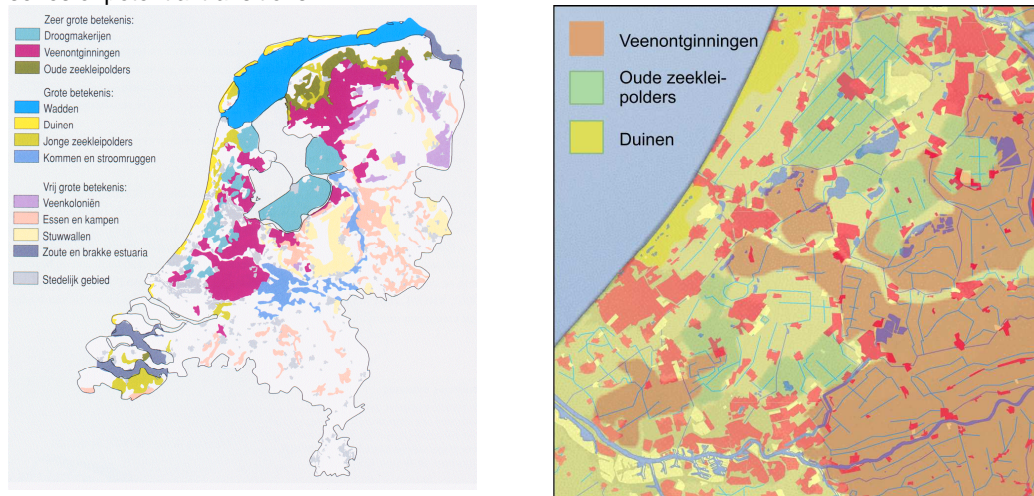 Zeer grote betekenis:
Droogmakerijen
Veenontginningen
Oude zeekleipolders
Grote betekenis:
Wadden
Duinen
Jonge zeekleipolders
Kommen en stroomruggen
Vrij grote betekenis:
Veenkoloniën
Essen en kampen
Stuwwallen
Zoute en brakke estuaria
Stedelijk gebied
Veenontginningen
Oude zeeklei-
polders
Duinen